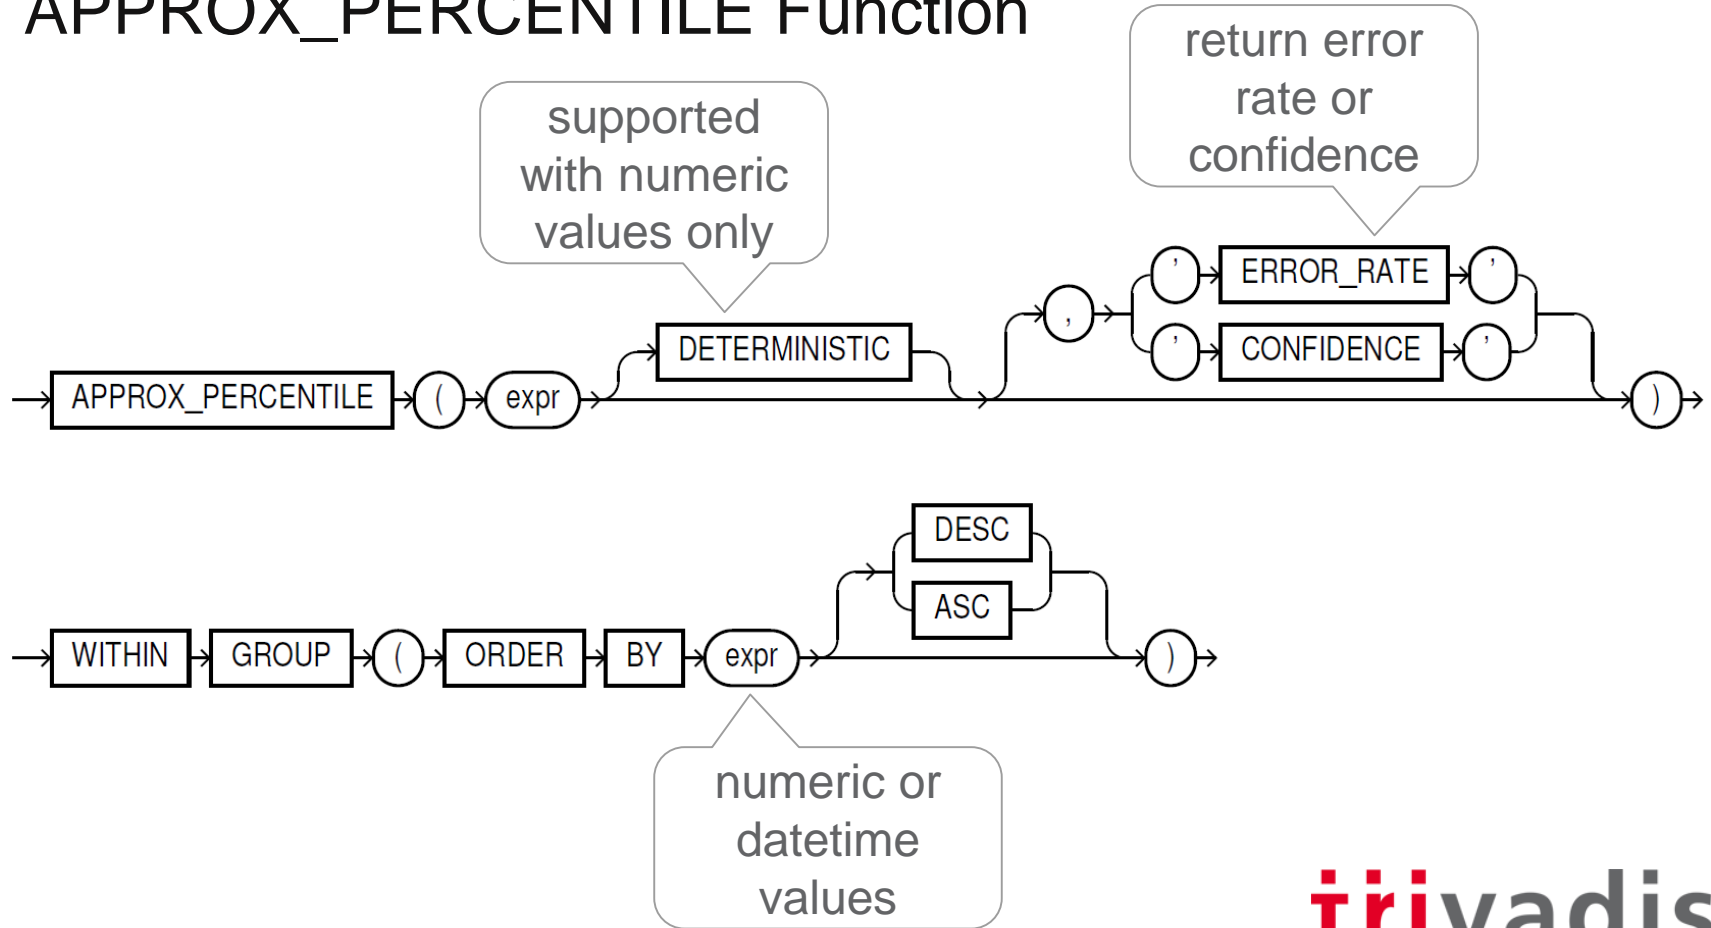 APPROX_PERCENTILE Function
return error
rate or
confidence
supported
with numeric
values only
' ERROR_RATE '
,
DETERMINISTIC
' CONFIDENCE '
APPROX_PERCENTILE ( expr )
DESC
ASC
WITHIN GROUP ( ORDER BY expr )
numeric or
datetime
values
trivadis